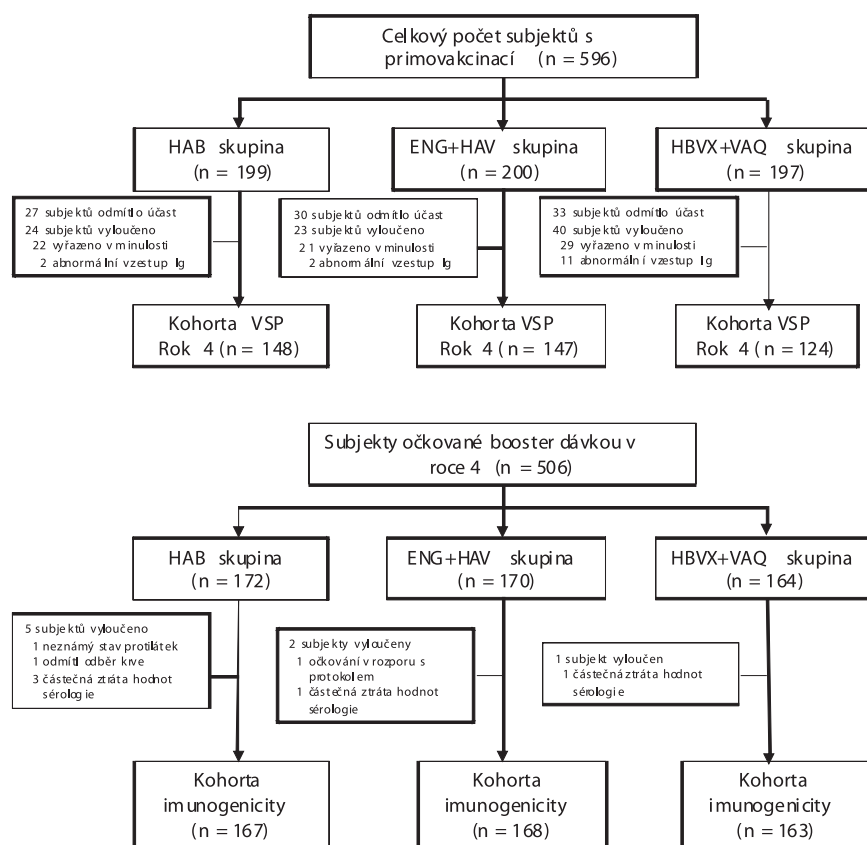 Celkový počet subjektů s
primovakcinací (n = 596)
HAB skupina
(n = 199)
ENG+HAV skupina
(n = 200)
HBVX+VAQ skupina
(n = 197)
27 subjektů odmítlo účast
24 subjektů vyloučeno
22 vyřazeno v minulosti
2 abnormální vzestup Ig
30 subjektů odmítlo účast
23 subjektů vyloučeno
21 vyřazeno v minulosti
2 abnormální vzestup Ig
33 subjektů odmítlo účast
40 subjektů vyloučeno
29 vyřazeno v minulosti
11 abnormální vzestup Ig
Kohorta VSP
Rok 4 (n = 148)
Kohorta VSP
Rok 4 (n = 147)
Kohorta VSP
Rok 4 (n = 124)
Subjekty očkované booster dávkou v
roce 4 (n = 506)
HAB skupina
(n = 172)
ENG+HAV skupina
(n = 170)
HBVX+VAQ skupina
(n = 164)
5 subjektů vyloučeno
1 neznámý stav protilátek
1 odmítl odběr krve
3 částečná ztráta hodnot
sérologie
2 subjekty vyloučeny
1 očkování v rozporu s
protokolem
1 částečná ztráta hodnot
sérologie
1 subjekt vyloučen
1 částečná ztráta hodnot
sérologie
Kohorta
imunogenicity
(n = 167)
Kohorta
imunogenicity
(n = 168)
Kohorta
imunogenicity
(n = 163)